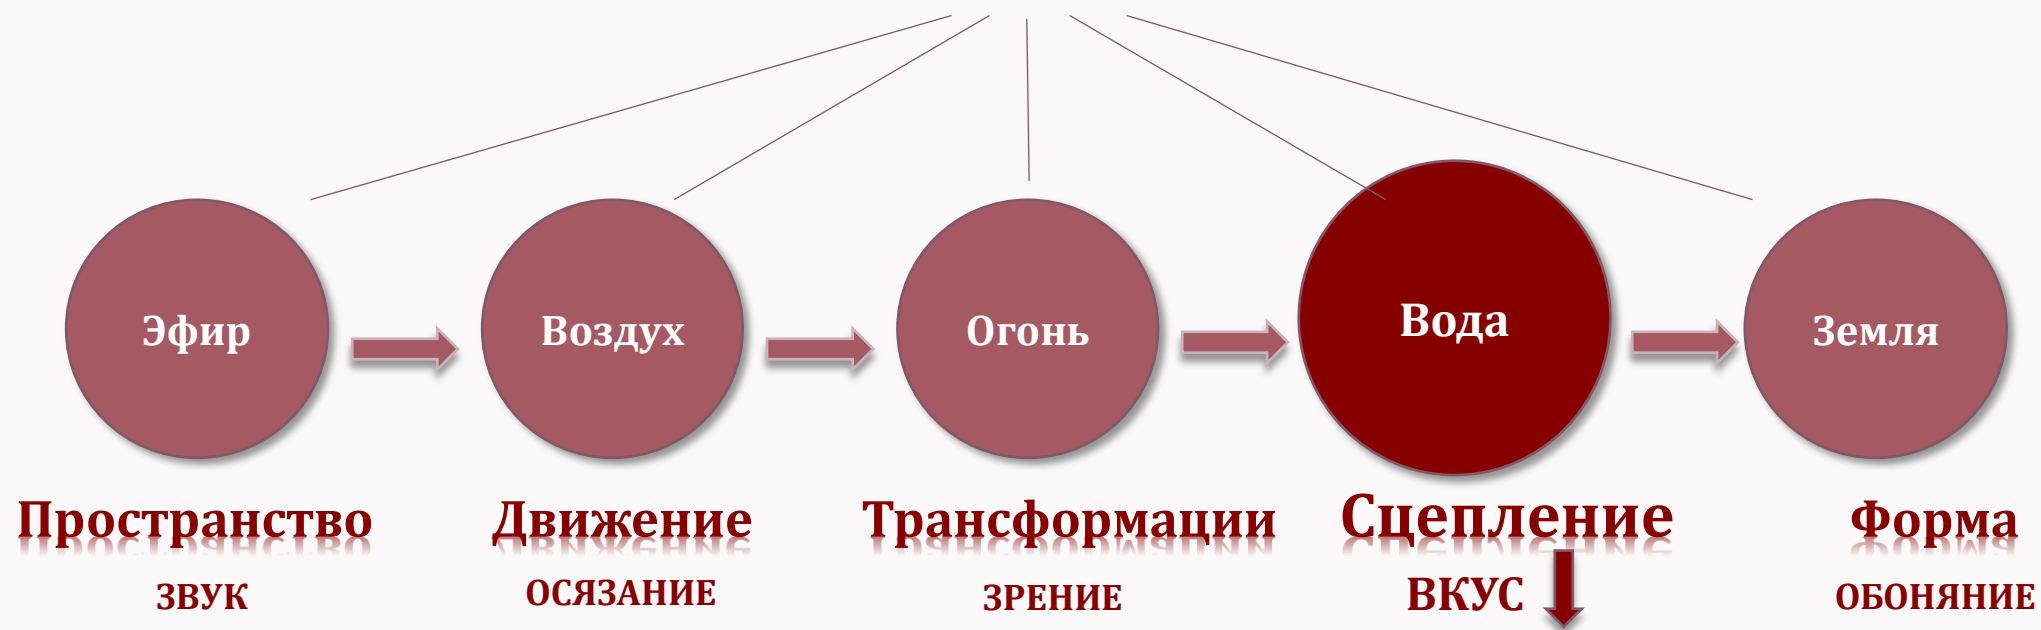 Эфир
Воздух
Огонь
Вода
Земля
Пространство
Движение
Трансформации
Сцепление
Форма
ЗВУК
ОСЯЗАНИЕ
ЗРЕНИЕ
ВКУС
ОБОНЯНИЕ